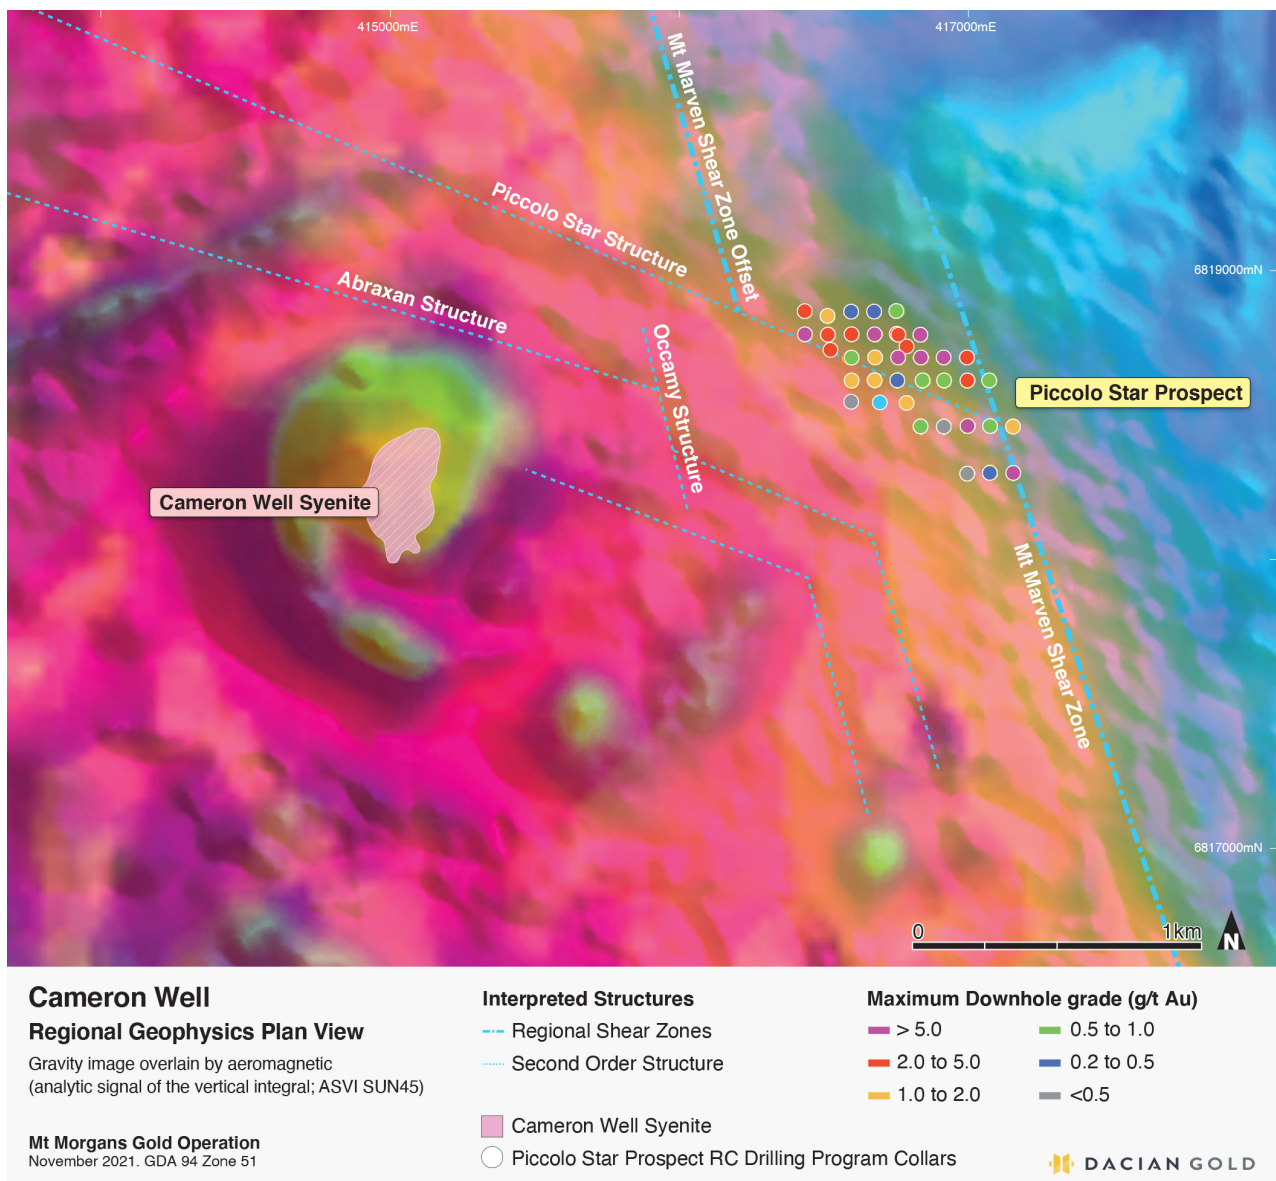 415000mE
417000mE
Mt Marven Shear Zone Offset
Piccolo Star Structure
6819000mN
Abraxan Structure
Occamy Structure
Piccolo Star Prospect
Cameron Well Syenite
Mt Marven Shear Zone
6817000mN
0 1km
N
Cameron Well
Regional Geophysics Plan View
Gravity image overlain by aeromagnetic
(analytic signal of the vertical integral; ASVI SUN45)
Mt Morgans Gold Operation
November 2021. GDA 94 Zone 51
Interpreted Structures
Regional Shear Zones
Second Order Structure
Cameron Well Syenite
Piccolo Star Prospect RC Drilling Program Collars
Maximum Downhole grade (g/t Au)
> 5.0
0.5 to 1.0
2.0 to 5.0
0.2 to 0.5
1.0 to 2.0
<0.5
DACIAN GOLD